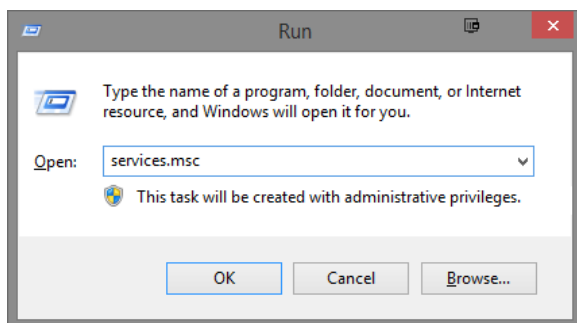 Run
Type the name of a program, folder, document, or Internet
resource, and Windows will open it for you.
Open: services.msc
This task will be created with administrative privileges.
OK Cancel Browse...